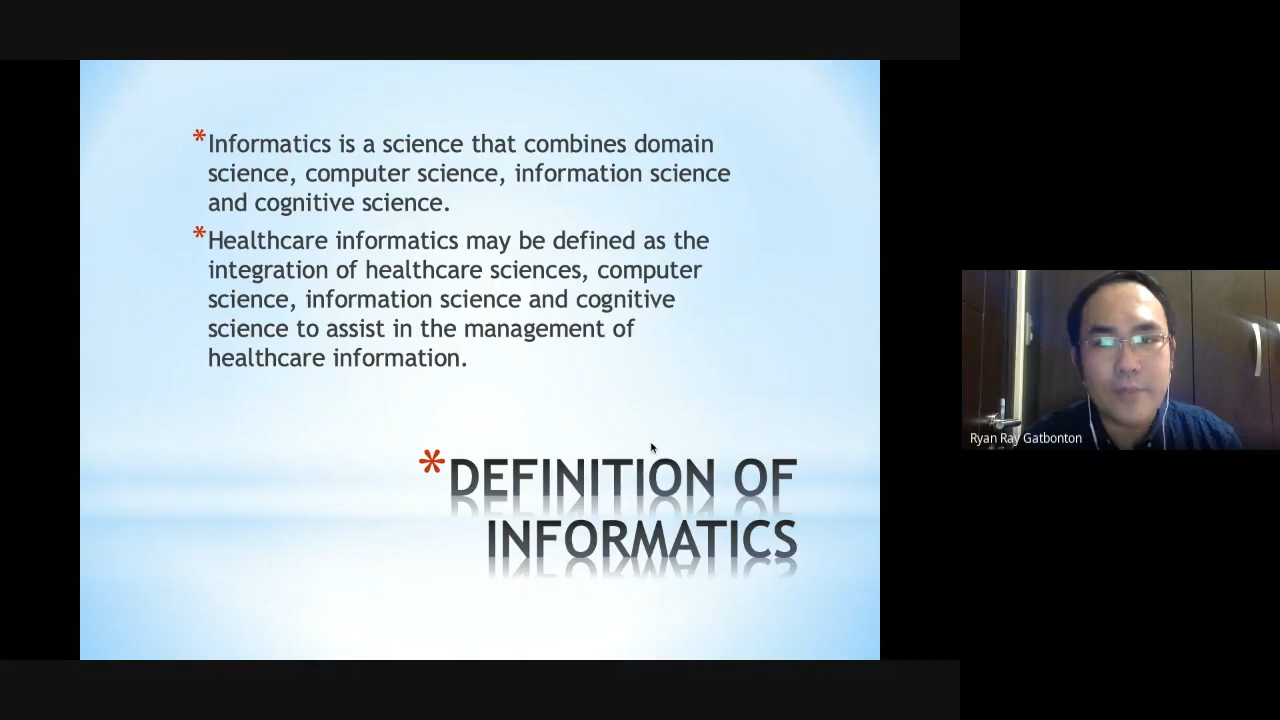 *Informatics is a science that combines domain
science, computer science, information science
and cognitive science.
*Healthcare informatics may be defined as the
integration of healthcare sciences, computer
science, information science and cognitive
science to assist in the management of
healthcare information.
*DEFINITION OF
INFORMATICS
Ryan Ray Gatbonton